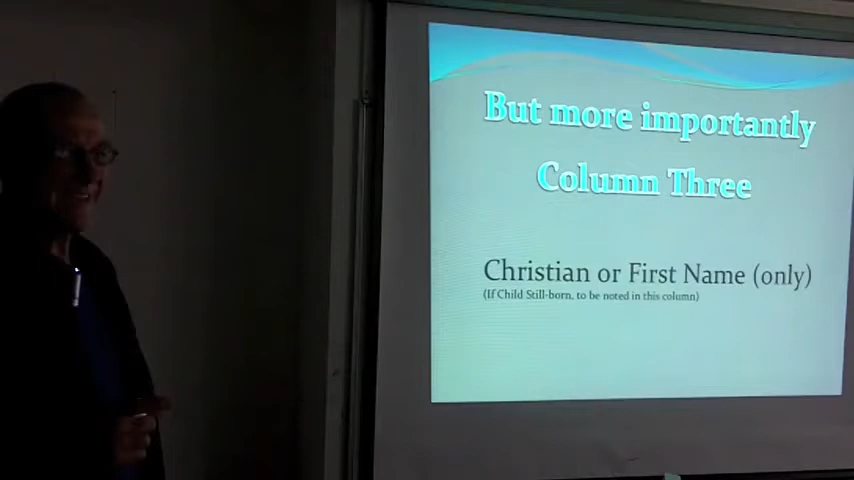 But more importantly
Column Three
Christian or First Name (only)
(If Child Still-born, to be noted in this column)